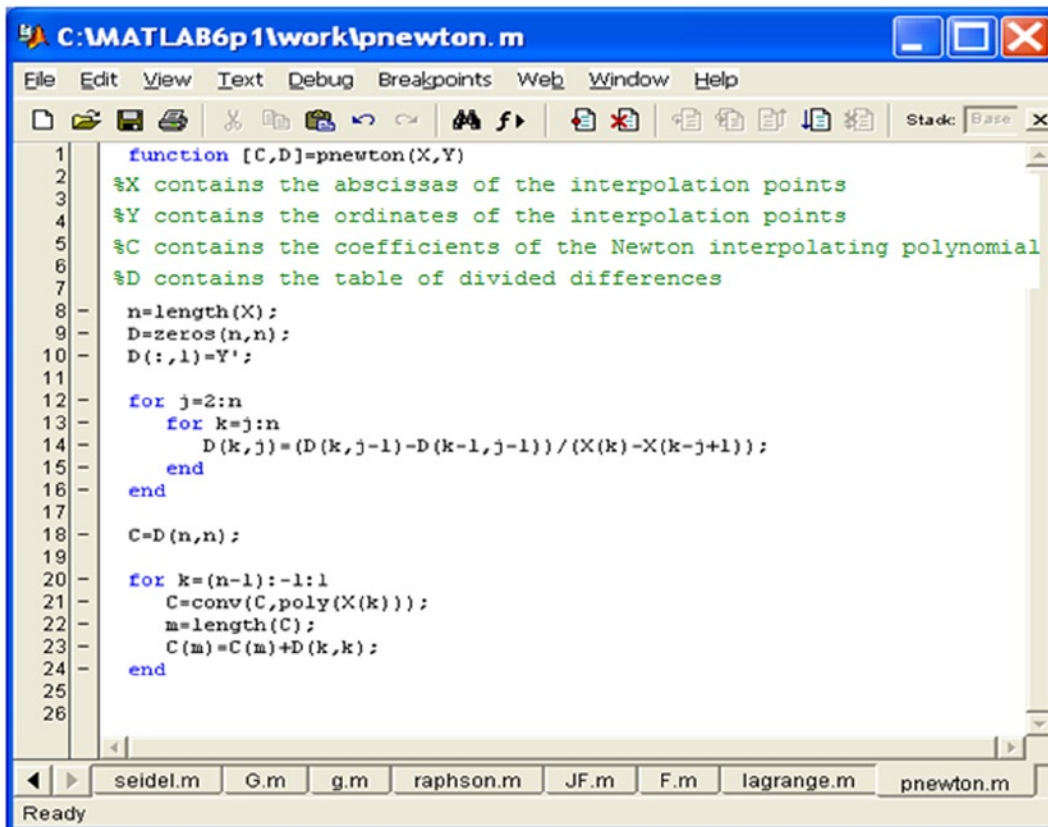 C:\MATLAB6p1\work\pnewton.m
File Edit View Text Debug Breakpoints Web Window Help
Stack: Base
1 function [C,D]=pnewton(X,Y)
2 %X contains the abscissas of the interpolation points
3
4 %Y contains the ordinates of the interpolation points
5 %C contains the coefficients of the Newton interpolating polynomial
6
7 %D contains the table of divided differences
8 - n=length(X);
9 - D=zeros(n,n);
10 - D(:,1)=Y';
11
12 - for j=2:n
13 - for k=j:n
14 - D(k,j)=(D(k,j-1)-D(k-1,j-1))/(X(k)-X(k-j+1));
15 - end
16 - end
17
18 - C=D(n,n);
19
20 - for k=(n-1):-1:1
21 - C=conv(C,poly(X(k)));
22 - m=length(C);
23 - C(m)=C(m)+D(k,k);
24 - end
25
26
seidel.m G.m g.m raphson.m JF.m F.m lagrange.m pnewton.m
Ready